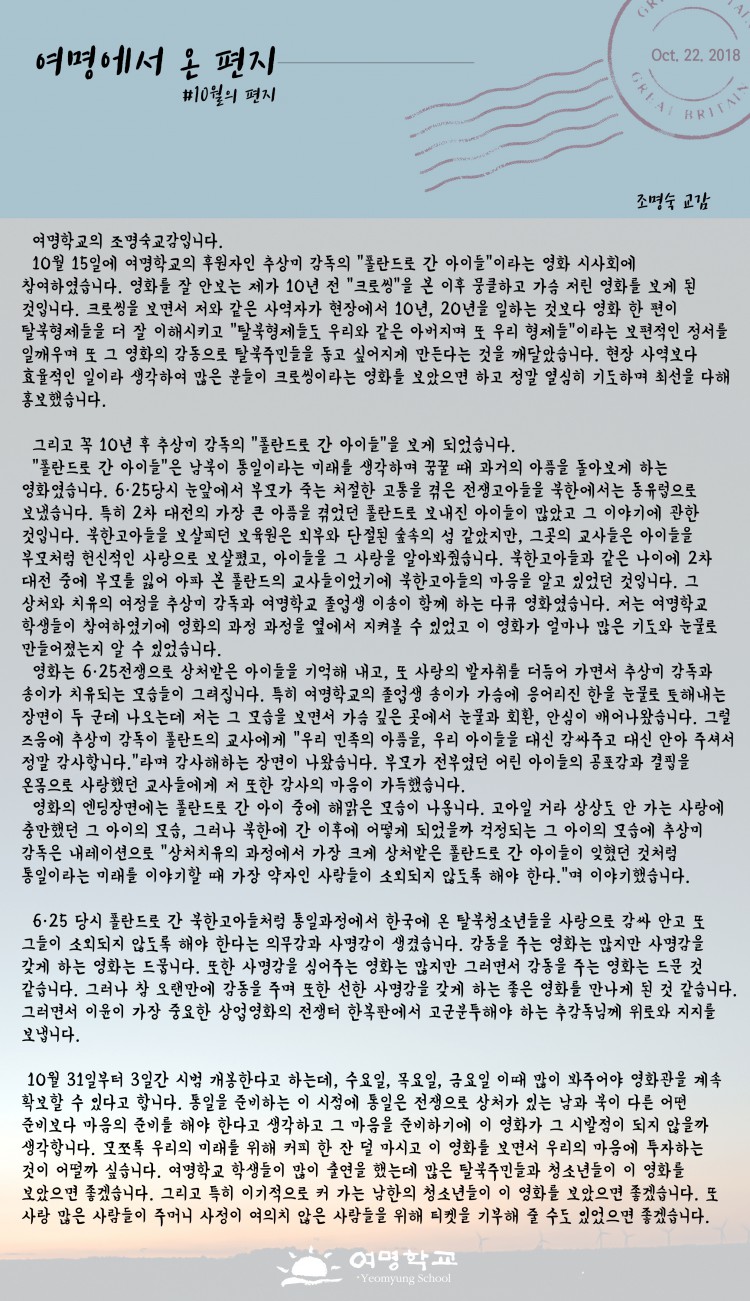 여명에서 온 편지
#10월의 편지
GREAT BRITAIN
Oct, 22, 2018
GREAT BRITAIN
조명숙 교감
여명학교의 조명숙교감입니다.
10월 15일에 여명학교의 후원자인 추상미 감독의 "폴란드로 간 아이들"이라는 영화 시사회에
참여하였습니다. 영화를 잘 안보는 제가 10년 전 "크로씽"을 본 이후 뭉클하고 가슴 저린 영화를 보게 된
것입니다. 크로씽을 보면서 저와 같은 사역자가 현장에서 10년, 20년을 일하는 것보다 영화 한 편이
탈북형제들을 더 잘 이해시키고 "탈북형제들도 우리와 같은 아버지며 또 우리 형제들"이라는 보편적인 정서를
일깨우며 또 그 영화의 감동으로 탈북주민들을 돕고 싶어지게 만든다는 것을 깨달았습니다. 현장 사역보다
효율적인 일이라 생각하여 많은 분들이 크로씽이라는 영화를 보았으면 하고 정말 열심히 기도하며 최선을 다해
홍보했습니다.
그리고 꼭 10년 후 추상미 감독의 "폴란드로 간 아이들"을 보게 되었습니다.
"폴란드로 간 아이들"은 남북이 통일이라는 미래를 생각하며 꿈꿀 때 과거의 아픔을 돌아보게 하는
영화였습니다. 6·25당시 눈앞에서 부모가 죽는 처절한 고통을 겪은 전쟁고아들을 북한에서는 동유럽으로
보냈습니다. 특히 2차 대전의 가장 큰 아픔을 겪었던 폴란드로 보내진 아이들이 많았고 그 이야기에 관한
것입니다. 북한고아들을 보살피던 보육원은 외부와 단절된 숲속의 섬 같았지만, 그곳의 교사들은 아이들을
부모처럼 헌신적인 사랑으로 보살폈고, 아이들을 그 사랑을 알아봐줬습니다. 북한고아들과 같은 나이에 2차
대전 중에 부모를 잃어 아파 본 폴란드의 교사들이었기에 북한고아들의 마음을 알고 있었던 것입니다. 그
상처와 치유의 여정을 추상미 감독과 여명학교 졸업생 이송이 함께 하는 다큐 영화였습니다. 저는 여명학교
학생들이 참여하였기에 영화의 과정 과정을 옆에서 지켜볼 수 있었고 이 영화가 얼마나 많은 기도와 눈물로
만들어졌는지 알 수 있었습니다.
영화는 6·25전쟁으로 상처받은 아이들을 기억해 내고, 또 사랑의 발자취를 더듬어 가면서 추상미 감독과
송이가 치유되는 모습들이 그려집니다. 특히 여명학교의 졸업생 송이가 가슴에 응어리진 한을 눈물로 토해내는
장면이 두 군데 나오는데 저는 그 모습을 보면서 가슴 깊은 곳에서 눈물과 회환, 안심이 배어나왔습니다. 그럴
즈음에 추상미 감독이 폴란드의 교사에게 "우리 민족의 아픔을, 우리 아이들을 대신 감싸주고 대신 안아 주셔서
정말 감사합니다."라며 감사해하는 장면이 나왔습니다. 부모가 전부였던 어린 아이들의 공포감과 결핍을
온몸으로 사랑했던 교사들에게 저 또한 감사의 마음이 가득했습니다.
영화의 엔딩장면에는 폴란드로 간 아이 중에 해맑은 모습이 나옵니다. 고아일 거라 상상도 안 가는 사랑에
충만했던 그 아이의 모습, 그러나 북한에 간 이후에 어떻게 되었을까 걱정되는 그 아이의 모습에 추상미
감독은 내레이션으로 "상처치유의 과정에서 가장 크게 상처받은 폴란드로 간 아이들이 잊혔던 것처럼
통일이라는 미래를 이야기할 때 가장 약자인 사람들이 소외되지 않도록 해야 한다."며 이야기했습니다.
6·25 당시 폴란드로 간 북한고아들처럼 통일과정에서 한국에 온 탈북청소년들을 사랑으로 감싸 안고 또
그들이 소외되지 않도록 해야 한다는 의무감과 사명감이 생겼습니다. 감동을 주는 영화는 많지만 사명감을
갖게 하는 영화는 드뭅니다. 또한 사명감을 심어주는 영화는 많지만 그러면서 감동을 주는 영화는 드문 것
같습니다. 그러나 참 오랜만에 감동을 주며 또한 선한 사명감을 갖게 하는 좋은 영화를 만나게 된 것 같습니다.
그러면서 이윤이 가장 중요한 상업영화의 전쟁터 한복판에서 고군분투해야 하는 추감독님께 위로와 지지를
보냅니다.
10월 31일부터 3일간 시범 개봉한다고 하는데, 수요일, 목요일, 금요일 이때 많이 봐주어야 영화관을 계속
확보할 수 있다고 합니다. 통일을 준비하는 이 시점에 통일은 전쟁으로 상처가 있는 남과 북이 다른 어떤
준비보다 마음의 준비를 해야 한다고 생각하고 그 마음을 준비하기에 이 영화가 그 시발점이 되지 않을까
생각합니다. 모쪼록 우리의 미래를 위해 커피 한 잔 덜 마시고 이 영화를 보면서 우리의 마음에 투자하는
것이 어떨까 싶습니다. 여명학교 학생들이 많이 출연을 했는데 많은 탈북주민들과 청소년들이 이 영화를
보았으면 좋겠습니다. 그리고 특히 이기적으로 커 가는 남한의 청소년들이 이 영화를 보았으면 좋겠습니다. 또
사랑 많은 사람들이 주머니 사정이 여의치 않은 사람들을 위해 티켓을 기부해 줄 수도 있었으면 좋겠습니다.
여명학교
Yeomyung School